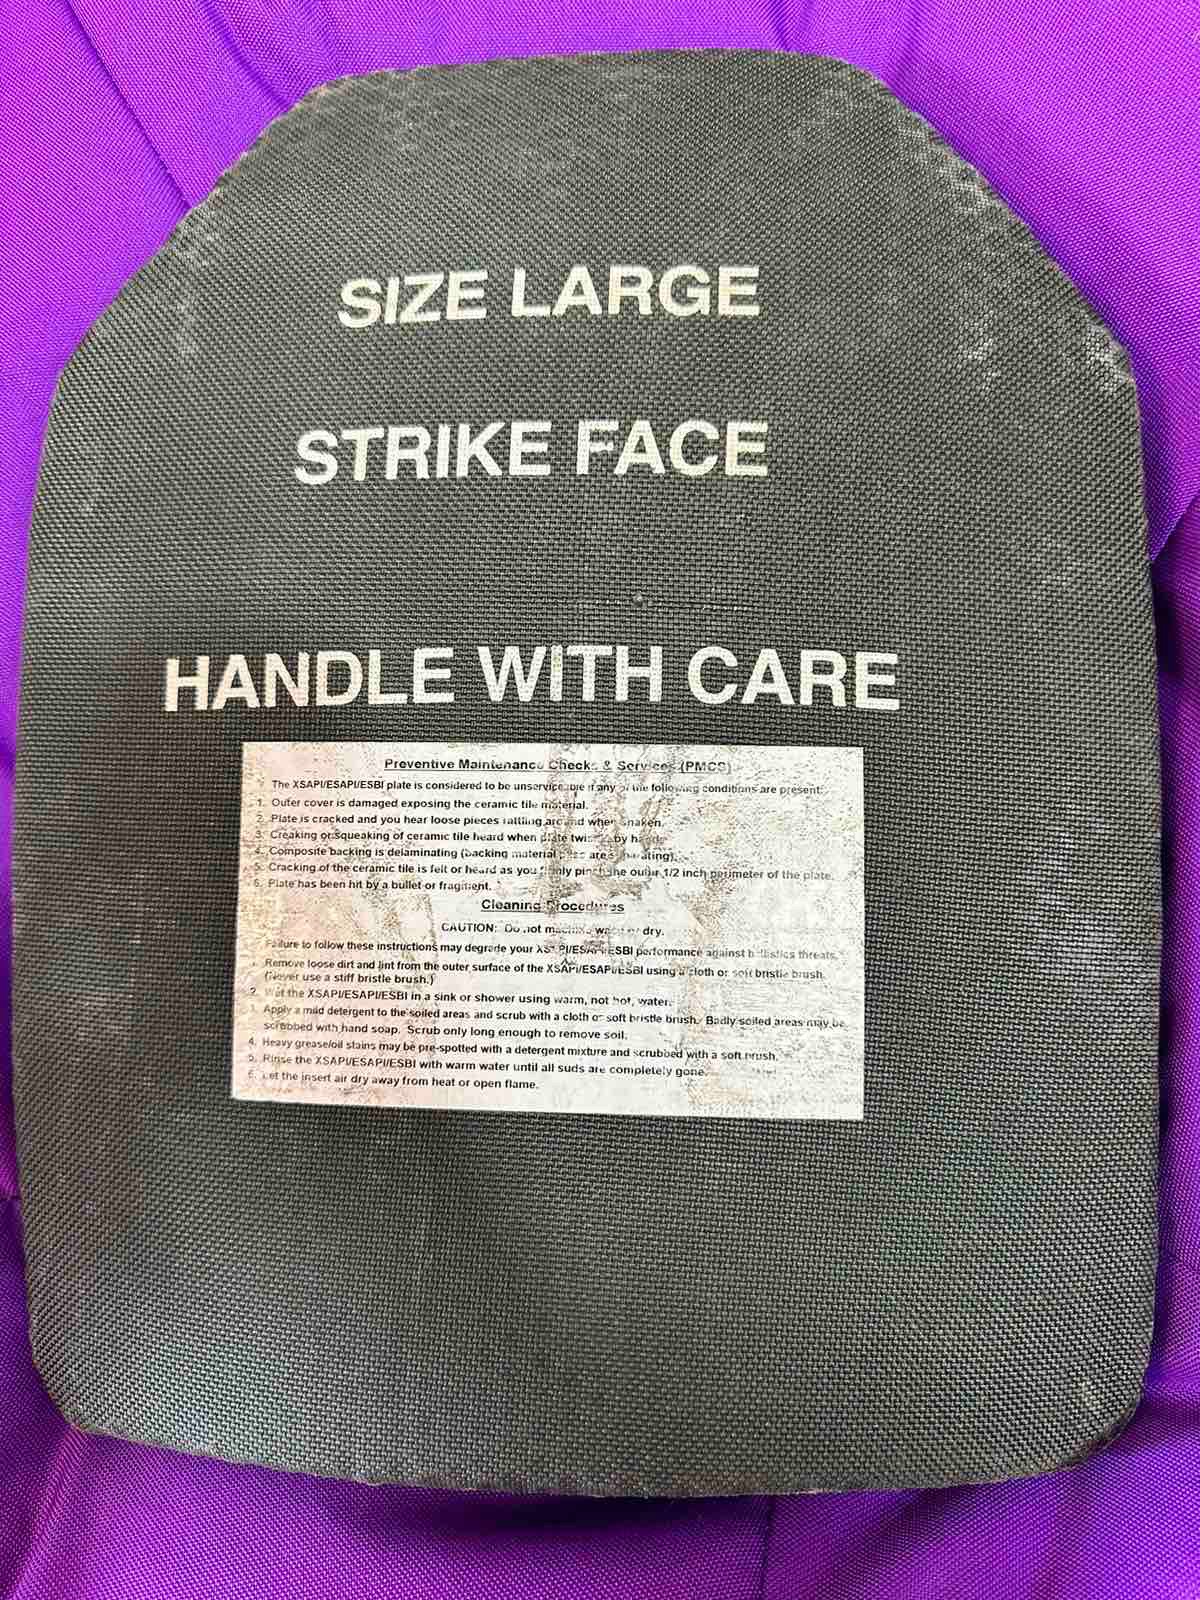 SIZE LARGE
STRIKE FACE
HANDLE WITH CARE
Preventive Maintenance Checks & Services (PMCS)
The XSAPI/ESAPI/ESBI plate is considered to be unserviceable if any of the following conditions are present:
1. Outer cover is damaged exposing the ceramic tile material.
2. Plate is cracked and you hear loose pieces rattling around when shaken.
3. Creaking or squeaking of ceramic tile heard when plate twisted by hand.
4. Composite backing is delaminating (backing material plies are separating).
5. Cracking of the ceramic tile is felt or heard as you firmly pinch the outer 1/2 inch perimeter of the plate.
6. Plate has been hit by a bullet or fragment.
Cleaning Procedures
CAUTION: Do not machine wash or dry.
Failure to follow these instructions may degrade your XSAPI/ESAPI/ESBI performance against ballistics threats.
1. Remove loose dirt and lint from the outer surface of the XSAPI/ESAPI/ESBI using a cloth or soft bristle brush.
(Never use a stiff bristle brush.)
2. Wet the XSAPI/ESAPI/ESBI in a sink or shower using warm, not hot, water.
3. Apply a mild detergent to the soiled areas and scrub with a cloth or soft bristle brush. Badly soiled areas may be
scrubbed with hand soap. Scrub only long enough to remove soil.
4. Heavy grease/oil stains may be pre-spotted with a detergent mixture and scrubbed with a soft brush.
5. Rinse the XSAPI/ESAPI/ESBI with warm water until all suds are completely gone.
6. Let the insert air dry away from heat or open flame.